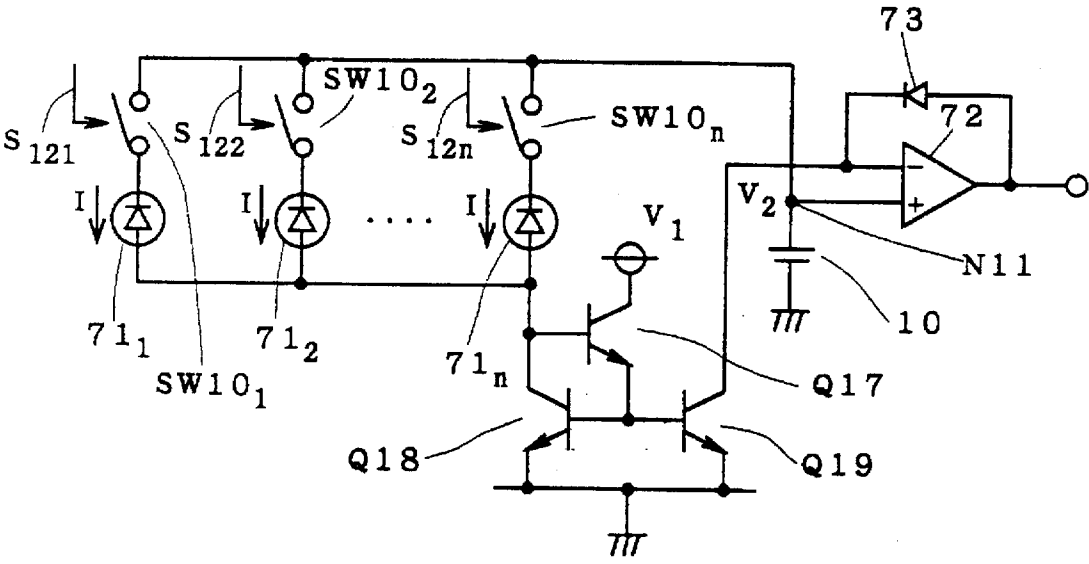 73
SW10₂
SW10ₙ
72
S₁₂₁
S₁₂₂
S₁₂ₙ
I
I
. . . .
I
V₁
V₂
−
+
N11
71₁
71₂
71ₙ
10
SW10₁
Q17
Q18
Q19